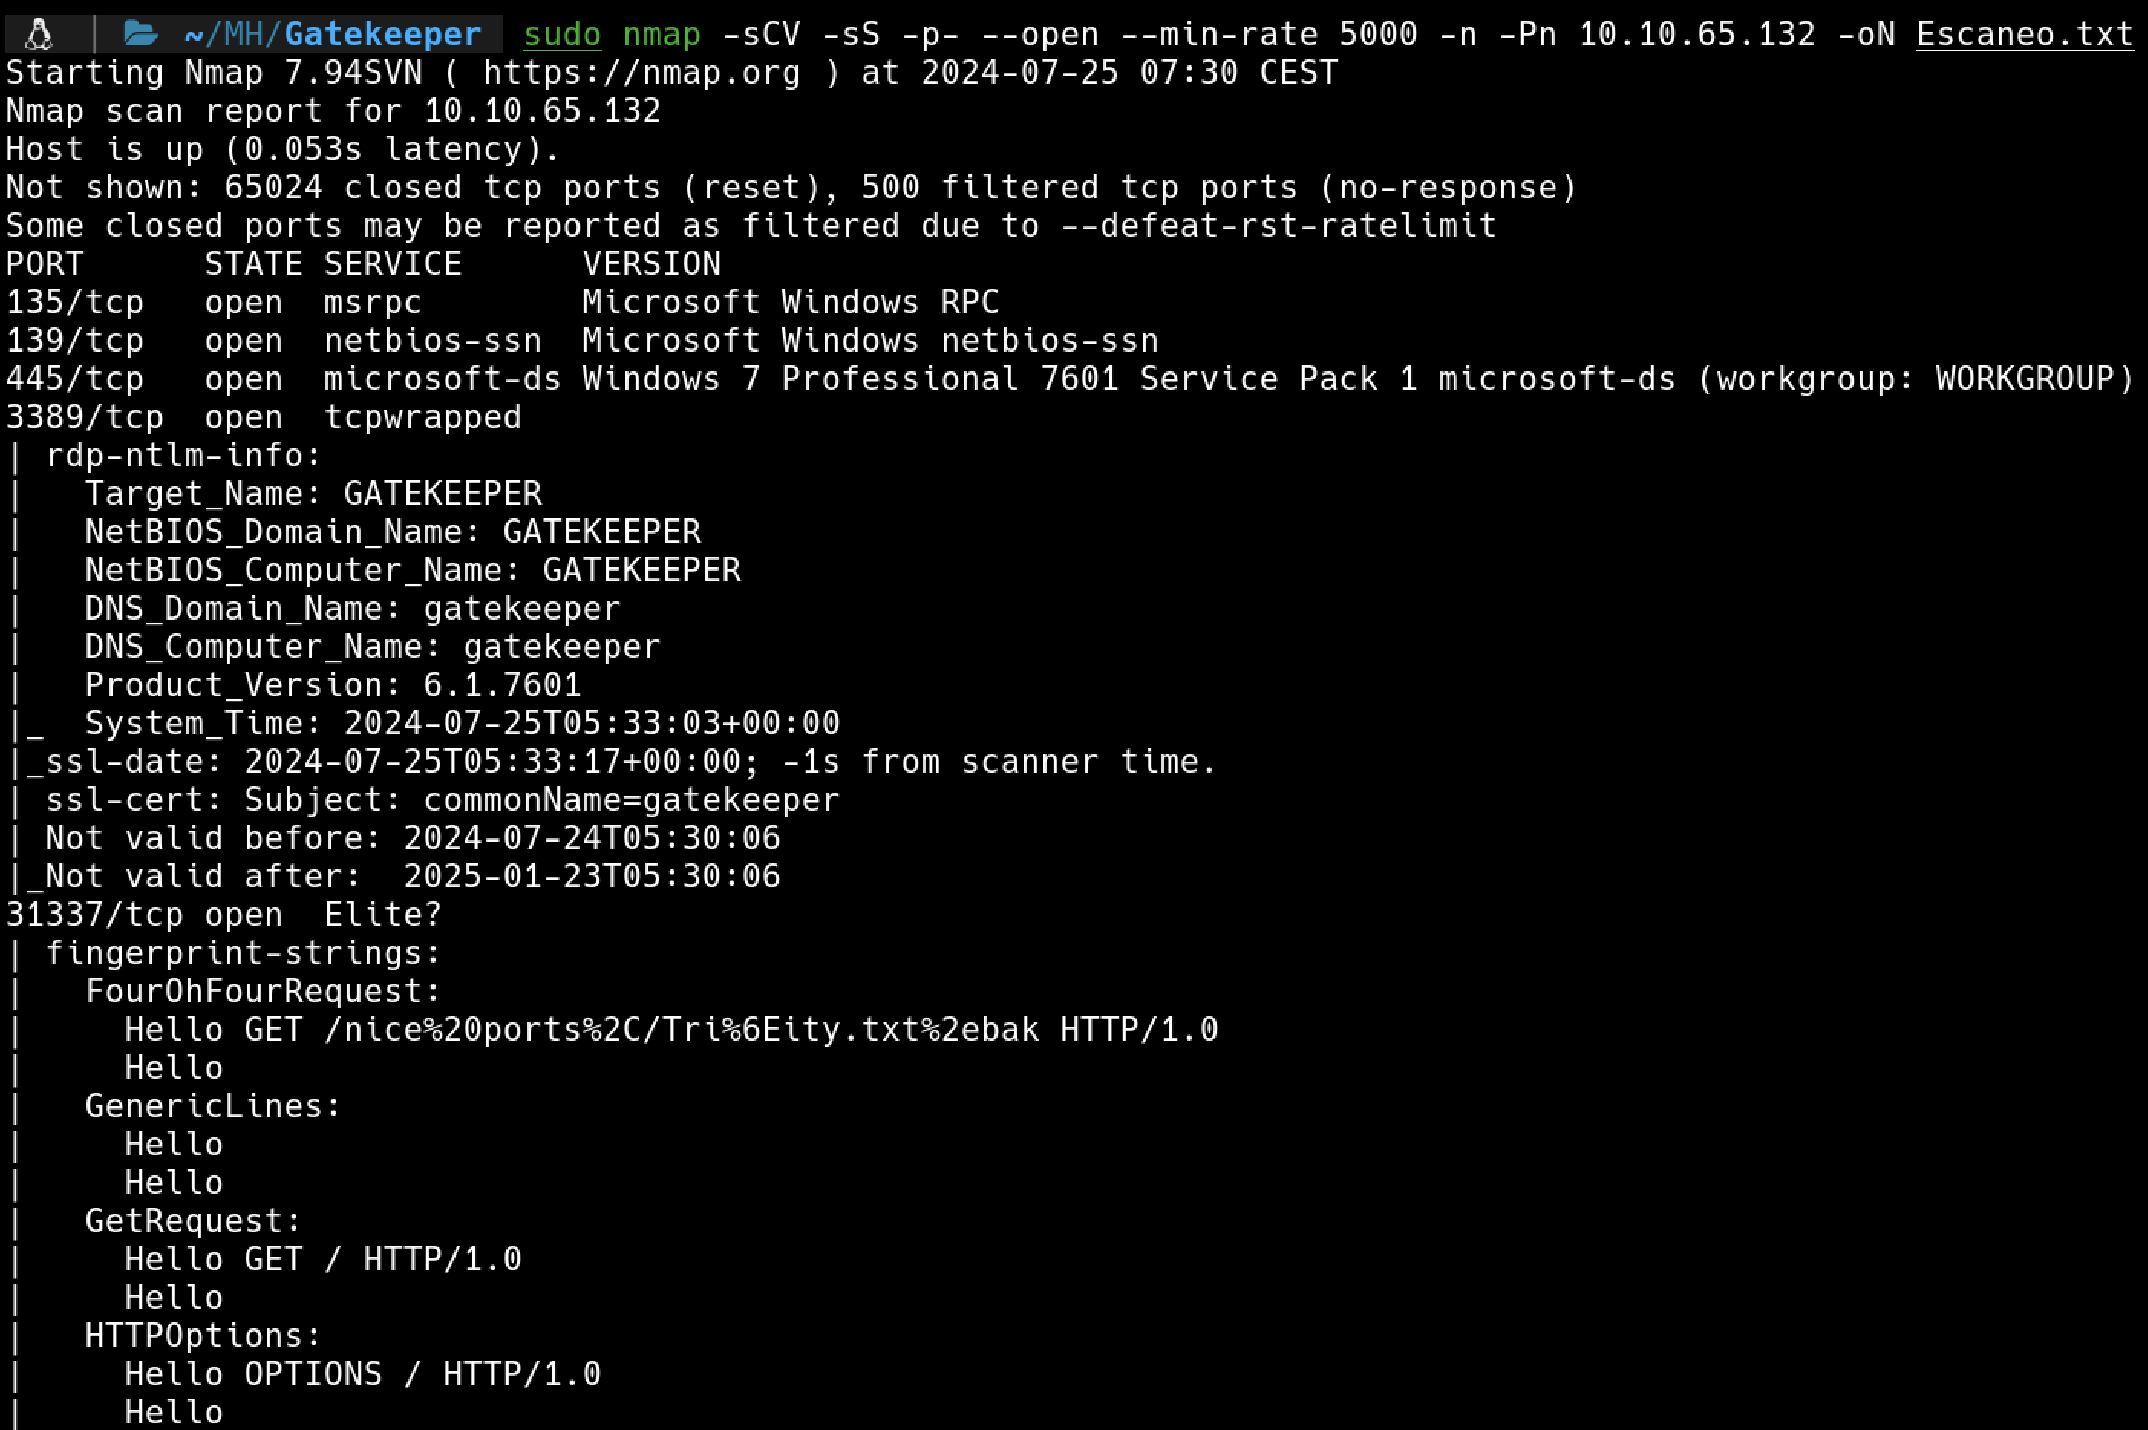 ~/MH/Gatekeeper sudo nmap -sCV -sS -p- --open --min-rate 5000 -n -Pn 10.10.65.132 -oN Escaneo.txt
Starting Nmap 7.94SVN ( https://nmap.org ) at 2024-07-25 07:30 CEST
Nmap scan report for 10.10.65.132
Host is up (0.053s latency).
Not shown: 65024 closed tcp ports (reset), 500 filtered tcp ports (no-response)
Some closed ports may be reported as filtered due to --defeat-rst-ratelimit
PORT      STATE SERVICE      VERSION
135/tcp   open  msrpc        Microsoft Windows RPC
139/tcp   open  netbios-ssn  Microsoft Windows netbios-ssn
445/tcp   open  microsoft-ds Windows 7 Professional 7601 Service Pack 1 microsoft-ds (workgroup: WORKGROUP)
3389/tcp  open  tcpwrapped
| rdp-ntlm-info:
|   Target_Name: GATEKEEPER
|   NetBIOS_Domain_Name: GATEKEEPER
|   NetBIOS_Computer_Name: GATEKEEPER
|   DNS_Domain_Name: gatekeeper
|   DNS_Computer_Name: gatekeeper
|   Product_Version: 6.1.7601
|_  System_Time: 2024-07-25T05:33:03+00:00
|_ssl-date: 2024-07-25T05:33:17+00:00; -1s from scanner time.
| ssl-cert: Subject: commonName=gatekeeper
| Not valid before: 2024-07-24T05:30:06
|_Not valid after:  2025-01-23T05:30:06
31337/tcp open  Elite?
| fingerprint-strings:
|   FourOhFourRequest:
|     Hello GET /nice%20ports%2C/Tri%6Eity.txt%2ebak HTTP/1.0
|     Hello
|   GenericLines:
|     Hello
|     Hello
|   GetRequest:
|     Hello GET / HTTP/1.0
|     Hello
|   HTTPOptions:
|     Hello OPTIONS / HTTP/1.0
|     Hello